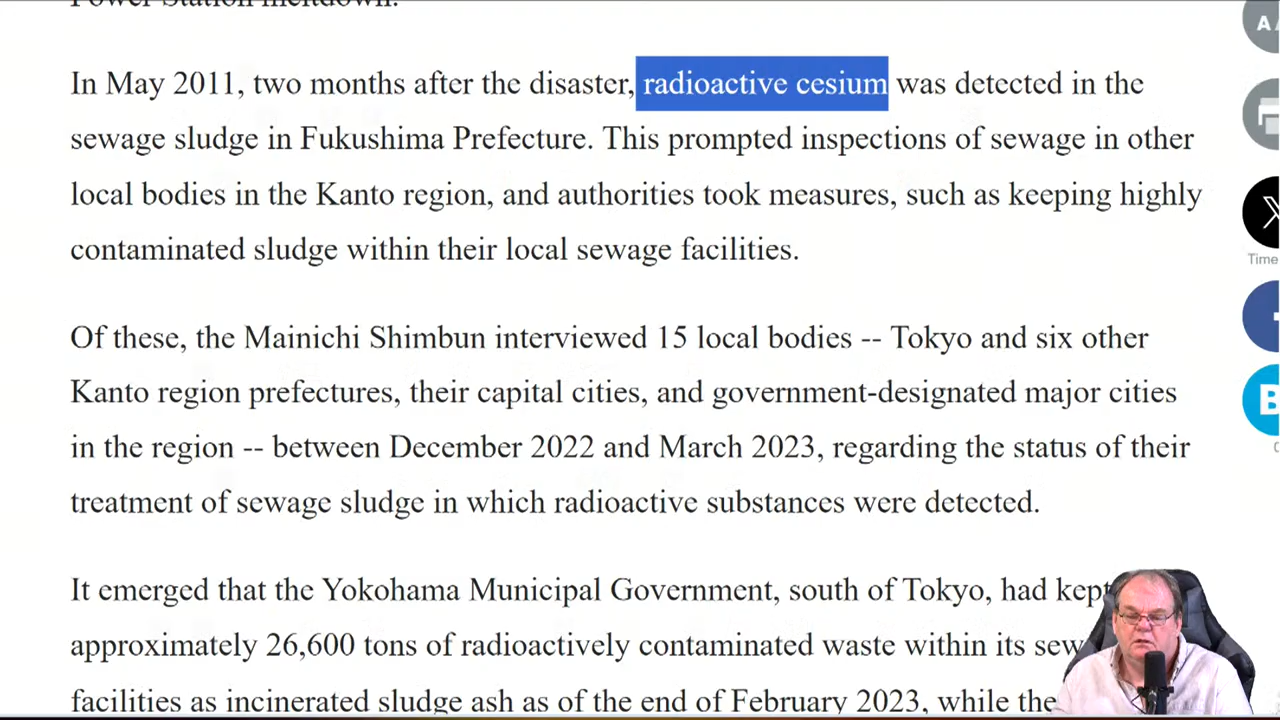 Power Station meltdown.
In May 2011, two months after the disaster, radioactive cesium was detected in the
sewage sludge in Fukushima Prefecture. This prompted inspections of sewage in other
local bodies in the Kanto region, and authorities took measures, such as keeping highly
contaminated sludge within their local sewage facilities.
Of these, the Mainichi Shimbun interviewed 15 local bodies -- Tokyo and six other
Kanto region prefectures, their capital cities, and government-designated major cities
in the region -- between December 2022 and March 2023, regarding the status of their
treatment of sewage sludge in which radioactive substances were detected.
It emerged that the Yokohama Municipal Government, south of Tokyo, had kept
approximately 26,600 tons of radioactively contaminated waste within its sew
facilities as incinerated sludge ash as of the end of February 2023, while the
A
X
Time
B